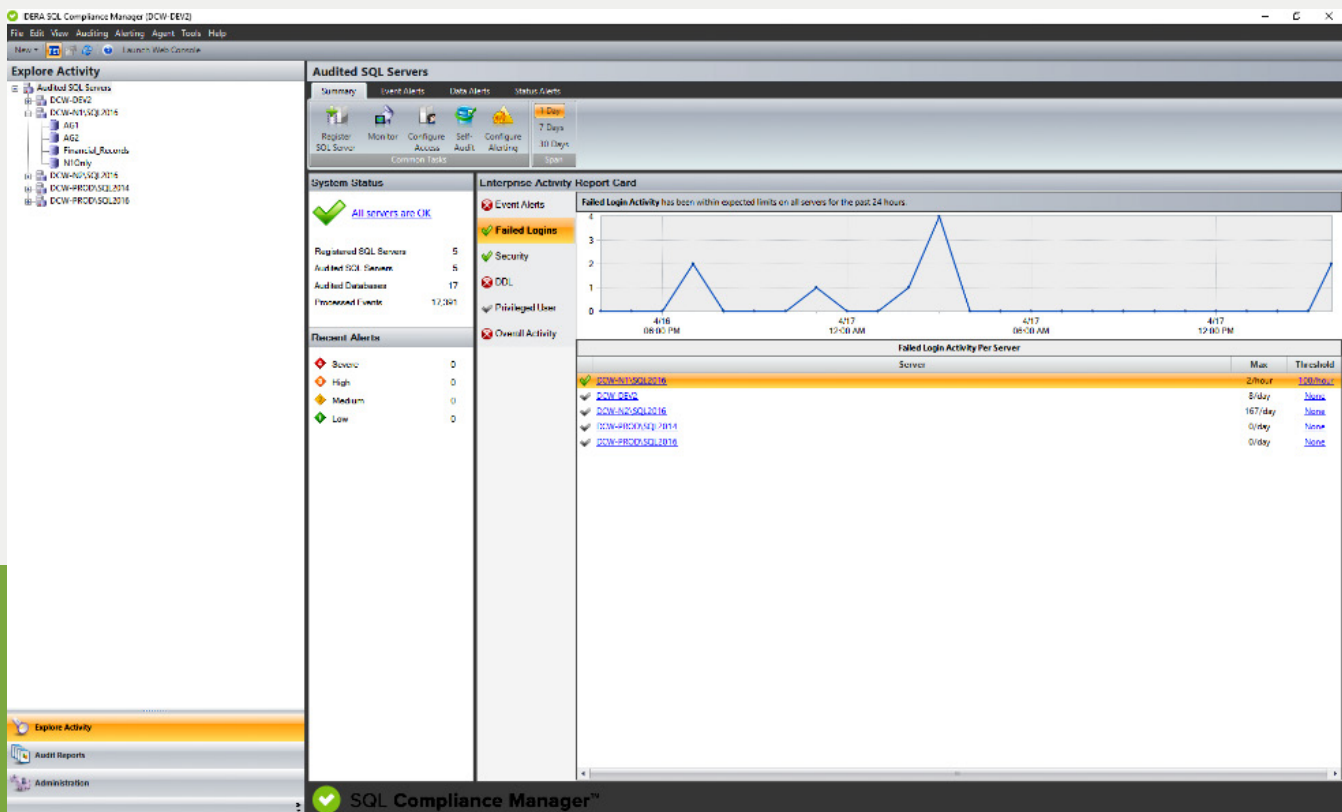 IDERA SQL Compliance Manager (DCW-DEV2)
File Edit View Auditing Alerting Agent Tools Help
New Launch Web Console
Explore Activity
Audited SQL Servers
DCW-DEV2
DCW-N1\SQL2016
AG1
AG2
Financial_Records
N1Only
DCW-N2\SQL2016
DCW-PROD\SQL2014
DCW-PROD\SQL2016
Explore Activity
Audit Reports
Administration
Audited SQL Servers
Summary Event Alerts Data Alerts Status Alerts
Register SQL Server
Monitor
Configure Access
Self-Audit
Configure Alerting
Common Tasks
1 Day
7 Days
30 Days
Span
System Status
All servers are OK
Registered SQL Servers 5
Audited SQL Servers 5
Audited Databases 17
Processed Events 17,391
Recent Alerts
Severe 0
High 0
Medium 0
Low 0
Enterprise Activity Report Card
Event Alerts
Failed Logins
Security
DDL
Privileged User
Overall Activity
Failed Login Activity has been within expected limits on all servers for the past 24 hours.
4
3
2
1
0
4/16 4/17 4/17 4/17
06:00 PM 12:00 AM 06:00 AM 12:00 PM
Failed Login Activity Per Server
Server Max Threshold
DCW-N1\SQL2016 2/hour 100/hour
DCW-DEV2 8/day None
DCW-N2\SQL2016 167/day None
DCW-PROD\SQL2014 0/day None
DCW-PROD\SQL2016 0/day None
SQL Compliance Manager™